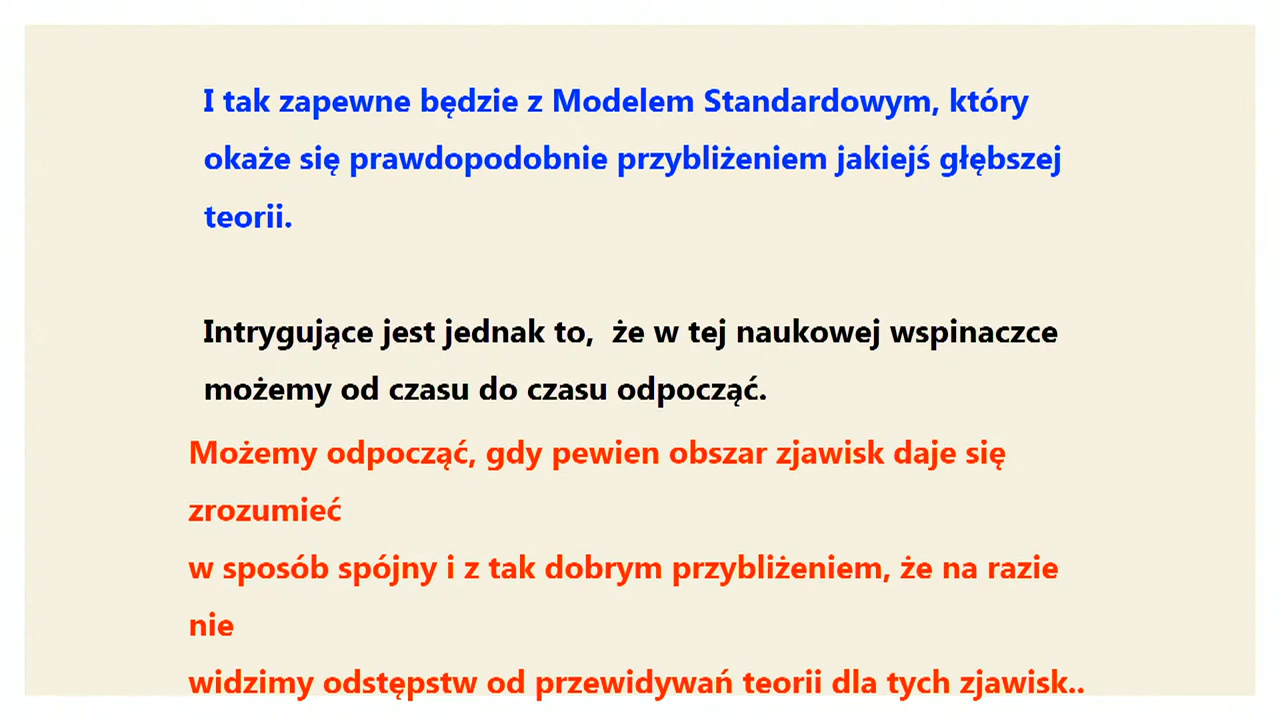 I tak zapewne będzie z Modelem Standardowym, który
okaże się prawdopodobnie przybliżeniem jakiejś głębszej
teorii.
Intrygujące jest jednak to,  że w tej naukowej wspinaczce
możemy od czasu do czasu odpocząć.
Możemy odpocząć, gdy pewien obszar zjawisk daje się
zrozumieć
w sposób spójny i z tak dobrym przybliżeniem, że na razie
nie
widzimy odstępstw od przewidywań teorii dla tych zjawisk..